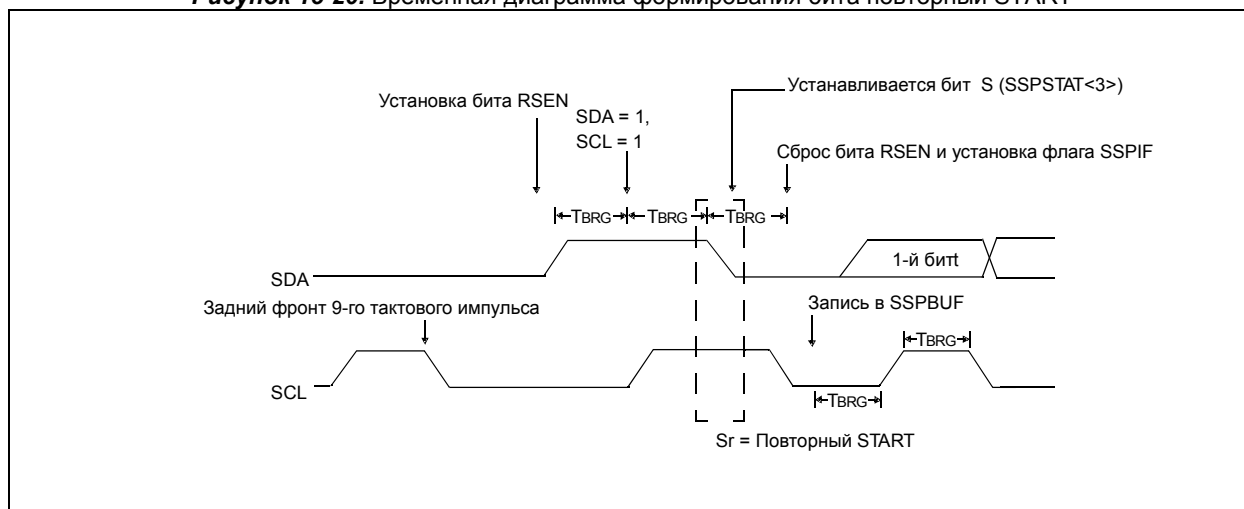 Устанавливается бит S (SSPSTAT<3>)
Установка бита RSEN
SDA = 1,
SCL = 1
Сброс бита RSEN и установка флага SSPIF
TBRG TBRG TBRG
1-й битt
SDA
Задний фронт 9-го тактового импульса
Запись в SSPBUF
TBRG
SCL
TBRG
Sr = Повторный START